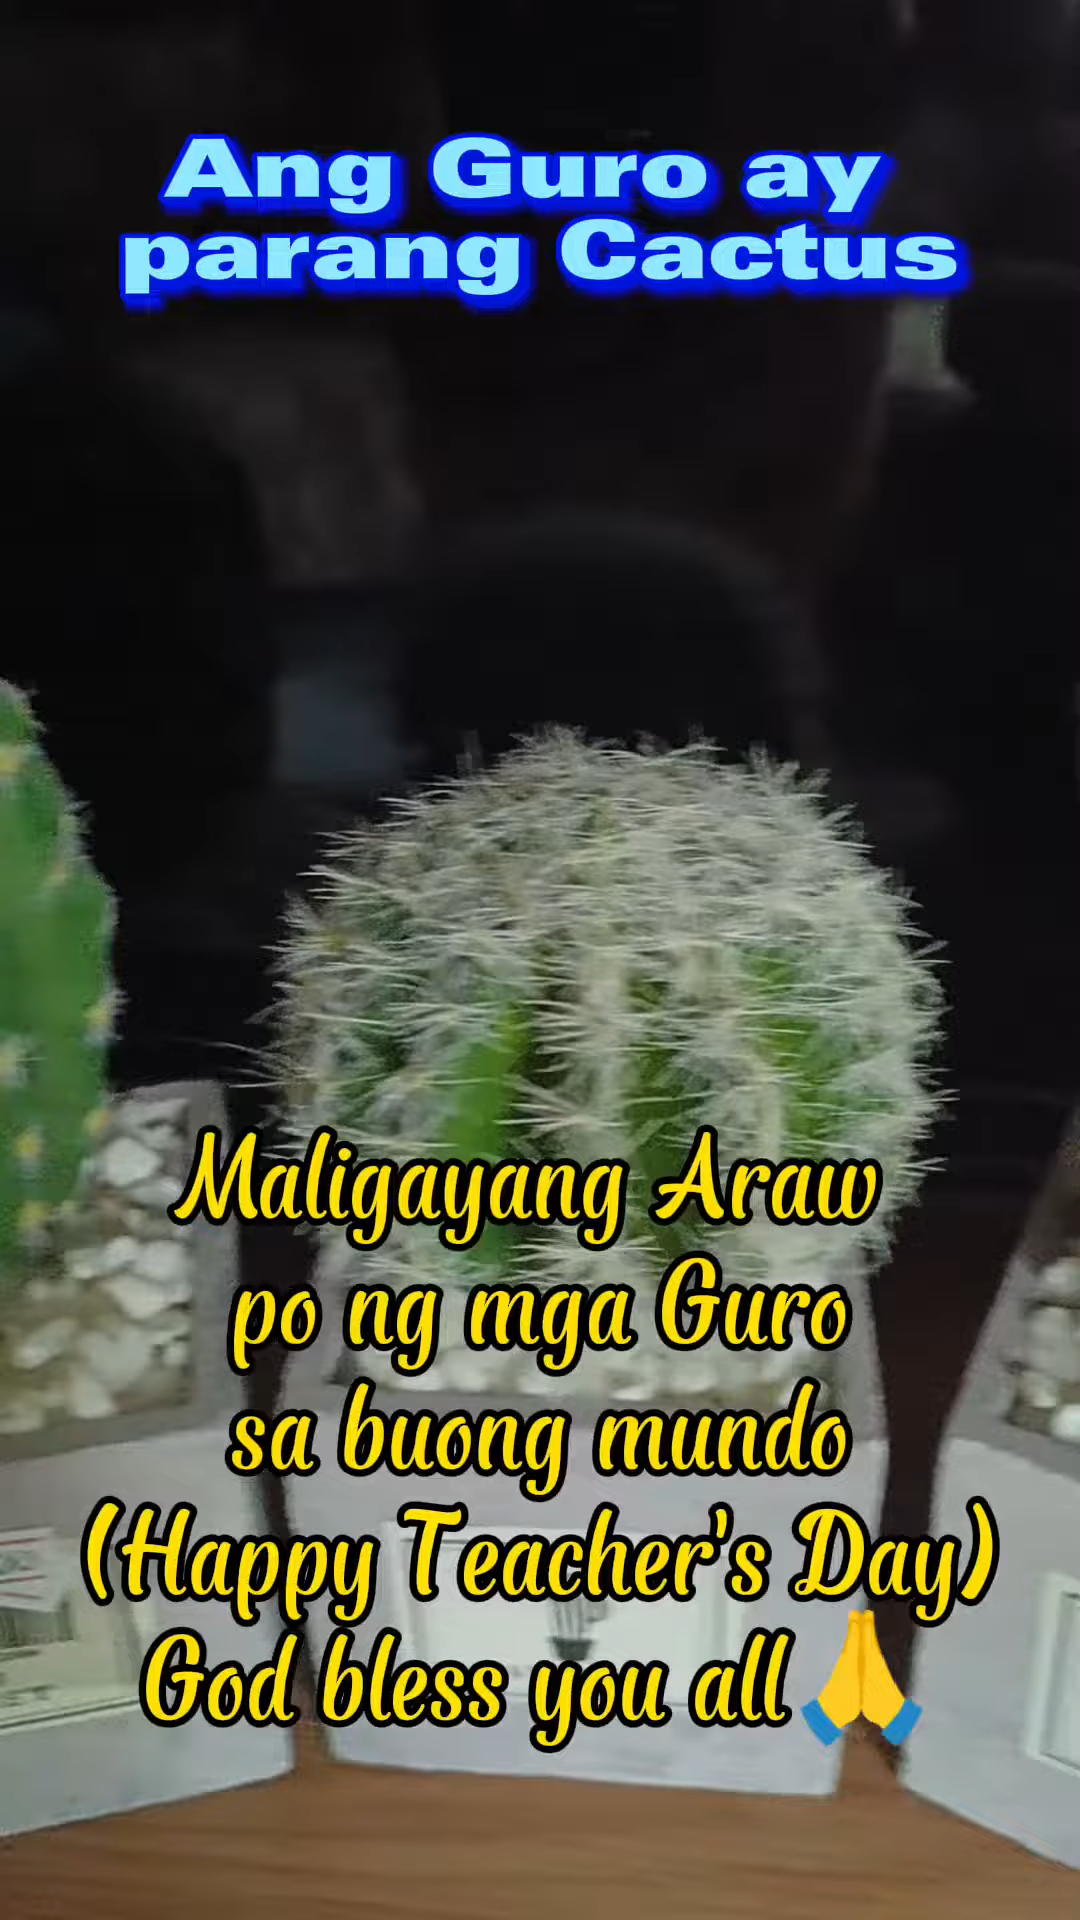 Ang Guro ay
parang Cactus
Maligayang Araw
po ng mga Guro
sa buong mundo
(Happy Teacher's Day)
God bless you all🙏